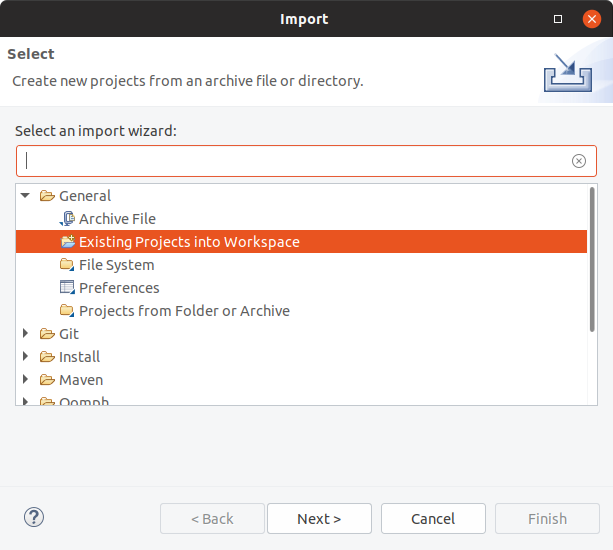 Import
Select
Create new projects from an archive file or directory.
Select an import wizard:
General
Archive File
Existing Projects into Workspace
File System
Preferences
Projects from Folder or Archive
Git
Install
Maven
Oomph
?
< Back
Next >
Cancel
Finish